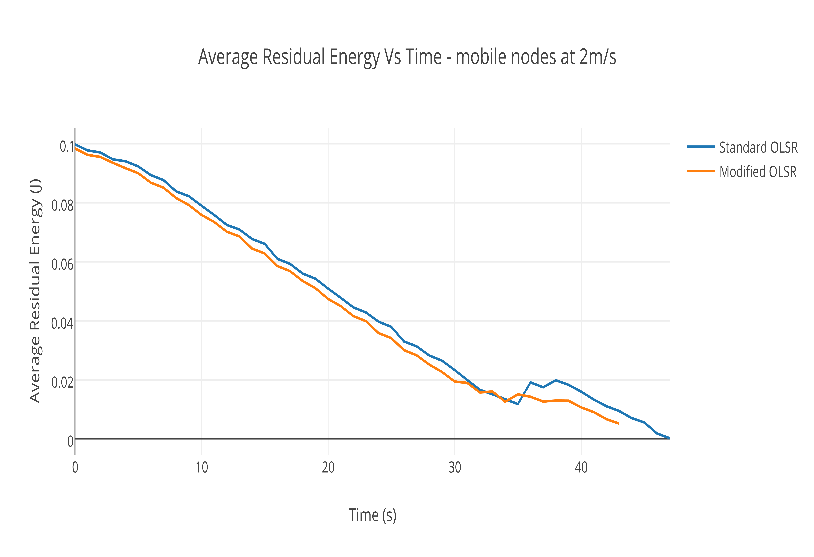 Average Residual Energy Vs Time - mobile nodes at 2m/s
Standard OLSR
Modified OLSR
Average Residual Energy (J)
0.1
0.08
0.06
0.04
0.02
0
0 10 20 30 40
Time (s)